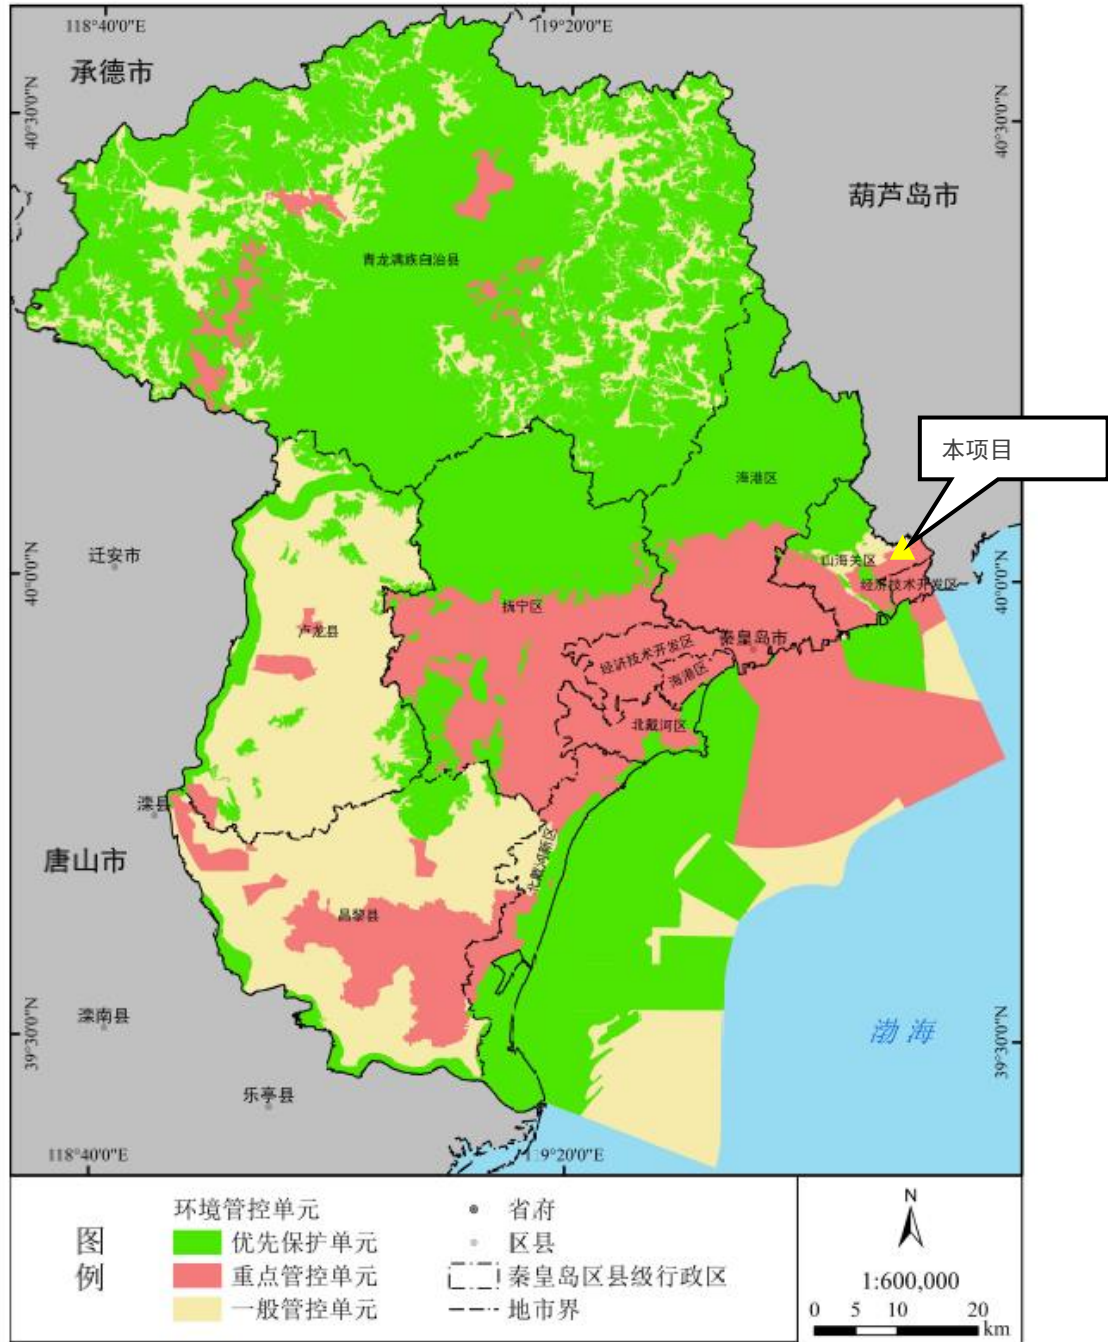 118°40'0"E
119°20'0"E
承德市
40°30'0"N
40°30'0"N
葫芦岛市
青龙满族自治县
本项目
海港区
迁安市
40°0'0"N
山海关区
经济技术开发区
40°0'0"N
抚宁区
卢龙县
秦皇岛市
经济技术开发区
海港区
北戴河区
滦县
唐山市
北戴河新区
昌黎县
滦南县
39°30'0"N
渤海
39°30'0"N
乐亭县
118°40'0"E
119°20'0"E
图例
环境管控单元
优先保护单元
重点管控单元
一般管控单元
省府
区县
秦皇岛区县级行政区
地市界
N
1:600,000
0 5 10 20
km